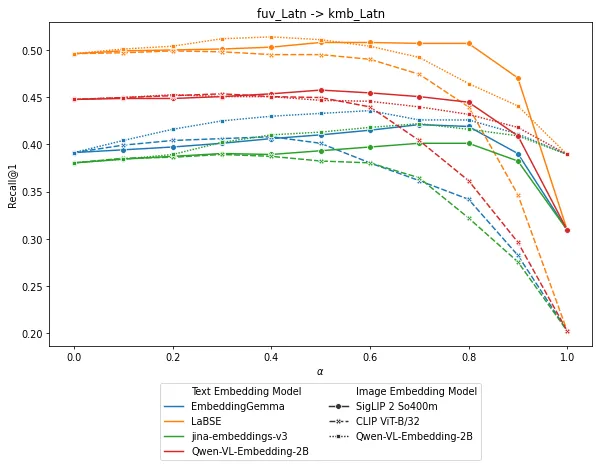 fuv_Latn -> kmb_Latn
Recall@1
0.50
0.45
0.40
0.35
0.30
0.25
0.20
0.0
0.2
0.4
0.6
0.8
1.0
α
Text Embedding Model
EmbeddingGemma
LaBSE
jina-embeddings-v3
Qwen-VL-Embedding-2B
Image Embedding Model
SigLIP 2 So400m
CLIP ViT-B/32
Qwen-VL-Embedding-2B